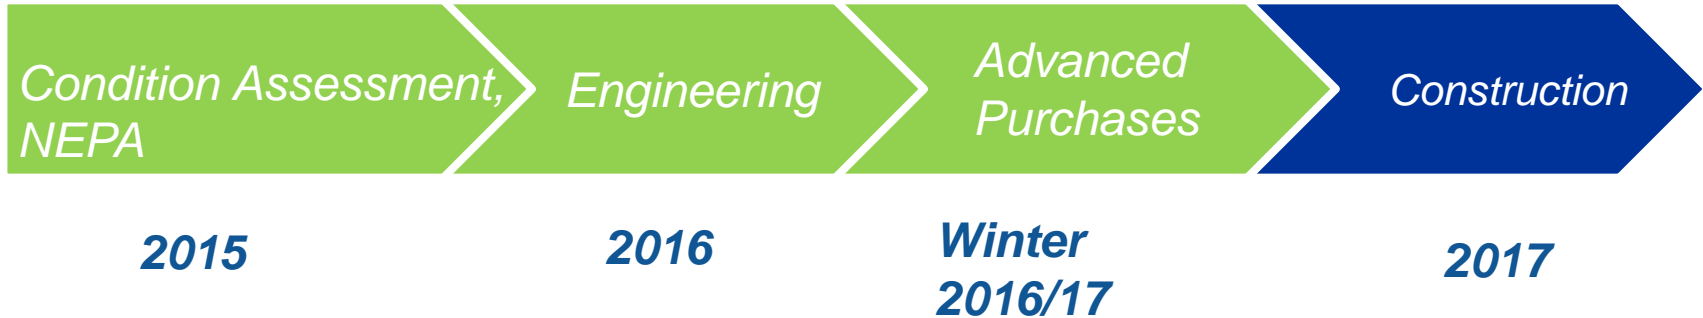 Condition Assessment,
NEPA
Engineering
Advanced
Purchases
Construction
2015
2016
Winter
2016/17
2017